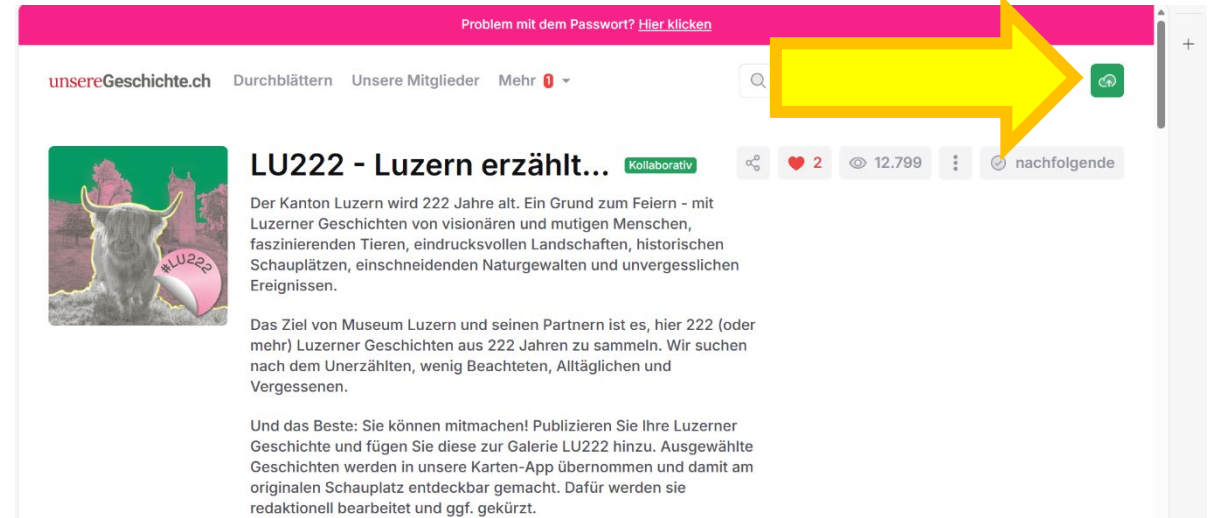 Problem mit dem Passwort? Hier klicken
unsereGeschichte.ch Durchblättern Unsere Mitglieder Mehr 1
LU222 - Luzern erzählt... Kollaborativ 2 12.799 nachfolgende
Der Kanton Luzern wird 222 Jahre alt. Ein Grund zum Feiern - mit
Luzerner Geschichten von visionären und mutigen Menschen,
faszinierenden Tieren, eindrucksvollen Landschaften, historischen
Schauplätzen, einschneidenden Naturgewalten und unvergesslichen
Ereignissen.
#LU222
Das Ziel von Museum Luzern und seinen Partnern ist es, hier 222 (oder
mehr) Luzerner Geschichten aus 222 Jahren zu sammeln. Wir suchen
nach dem Unerzählten, wenig Beachteten, Alltäglichen und
Vergessenen.
Und das Beste: Sie können mitmachen! Publizieren Sie Ihre Luzerner
Geschichte und fügen Sie diese zur Galerie LU222 hinzu. Ausgewählte
Geschichten werden in unsere Karten-App übernommen und damit am
originalen Schauplatz entdeckbar gemacht. Dafür werden sie
redaktionell bearbeitet und ggf. gekürzt.